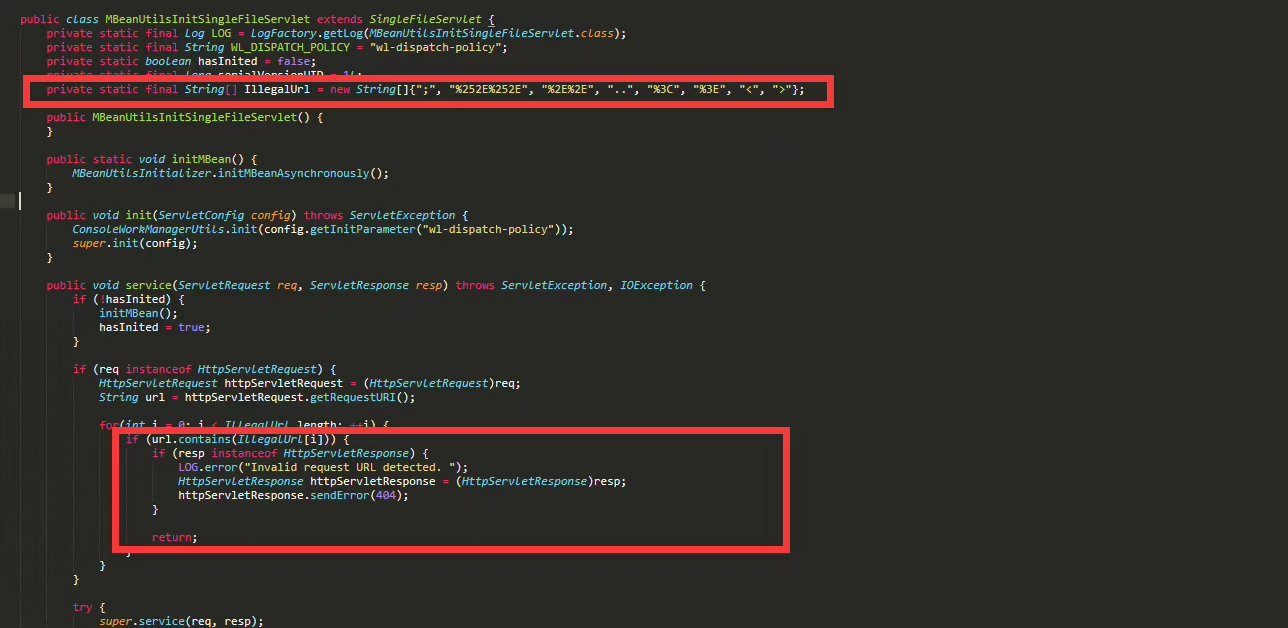 public class MBeanUtilsInitSingleFileServlet extends SingleFileServlet {
private static final Log LOG = LogFactory.getLog(MBeanUtilsInitSingleFileServlet.class);
private static final String WL_DISPATCH_POLICY = "wl-dispatch-policy";
private static boolean hasInited = false;
private static final long serialVersionUID = 1L;
private static final String[] IllegalUrl = new String[]{";", "%252E%252E", "%2E%2E", "..", "%3C", "%3E", "<", ">"};
public MBeanUtilsInitSingleFileServlet() {
}
public static void initMBean() {
MBeanUtilsInitializer.initMBeanAsynchronously();
}
public void init(ServletConfig config) throws ServletException {
ConsoleWorkManagerUtils.init(config.getInitParameter("wl-dispatch-policy"));
super.init(config);
}
public void service(ServletRequest req, ServletResponse resp) throws ServletException, IOException {
if (!hasInited) {
initMBean();
hasInited = true;
}
if (req instanceof HttpServletRequest) {
HttpServletRequest httpServletRequest = (HttpServletRequest)req;
String url = httpServletRequest.getRequestURI();
for(int i = 0; i < IllegalUrl.length; ++i) {
if (url.contains(IllegalUrl[i])) {
if (resp instanceof HttpServletResponse) {
LOG.error("Invalid request URL detected. ");
HttpServletResponse httpServletResponse = (HttpServletResponse)resp;
httpServletResponse.sendError(404);
}
return;
}
}
}
try {
super.service(req, resp);